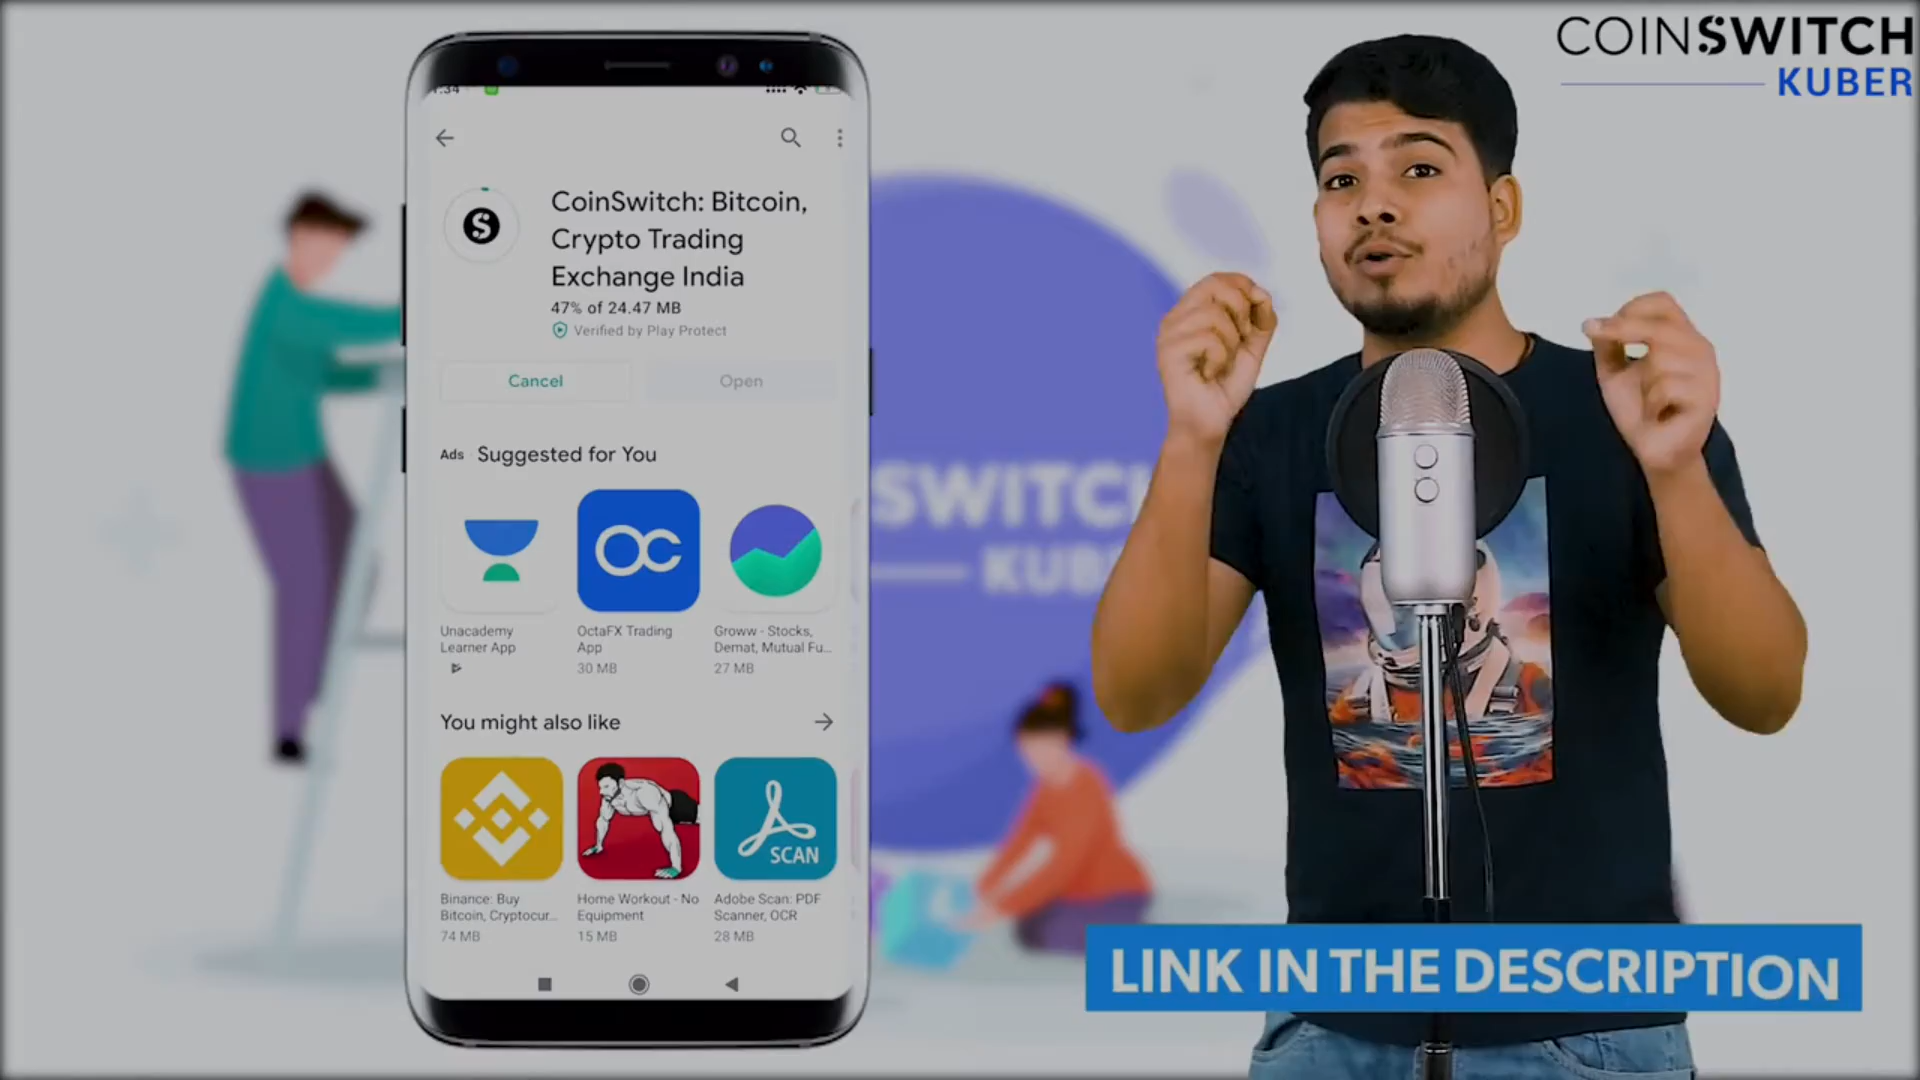 COINSWITCH
KUBER
CoinSwitch: Bitcoin,
Crypto Trading
Exchange India
47% of 24.47 MB
Verified by Play Protect
Cancel
Open
Ads · Suggested for You
Unacademy
Learner App
OctaFX Trading
App
30 MB
Groww - Stocks,
Demat, Mutual Fu...
27 MB
You might also like
SCAN
Binance: Buy
Bitcoin, Cryptocur...
74 MB
Home Workout - No
Equipment
15 MB
Adobe Scan: PDF
Scanner, OCR
28 MB
SWITCH
KUBE
LINK IN THE DESCRIPTION